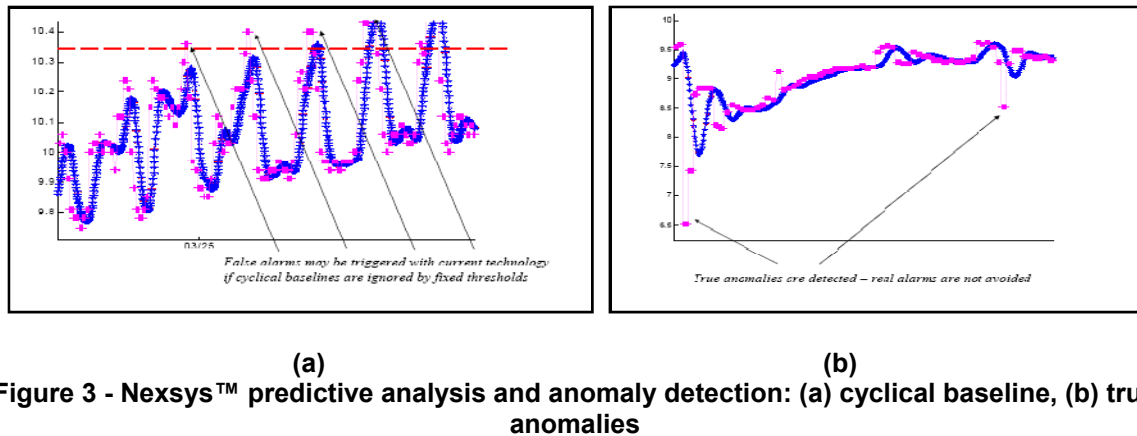 (a)
10.4
10.3
10.2
10.1
10
9.9
9.8
03/25
False alarms may be triggered with current technology
if cyclical baselines are ignored by fixed thresholds
(b)
10
9.5
9
8.5
8
7.5
6.5
True anomalies are detected – real alarms are not avoided
(a) (b)
Figure 3 - Nexsys™ predictive analysis and anomaly detection: (a) cyclical baseline, (b) tru
anomalies